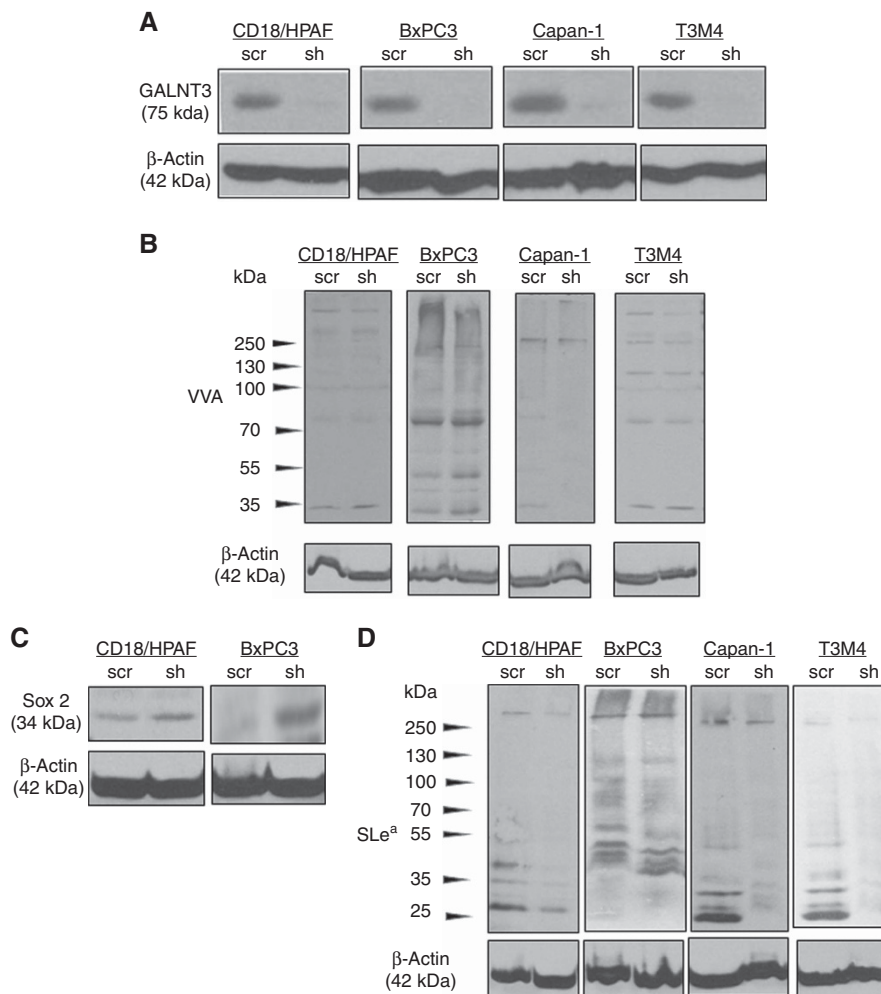 A
CD18/HPAF BxPC3 Capan-1 T3M4
scr sh scr sh scr sh scr sh
GALNT3
(75 kda)
β-Actin
(42 kDa)
B
CD18/HPAF BxPC3 Capan-1 T3M4
kDa scr sh scr sh scr sh scr sh
250
130
100
VVA
70
55
35
β-Actin
(42 kDa)
C
CD18/HPAF BxPC3
scr sh scr sh
Sox 2
(34 kDa)
β-Actin
(42 kDa)
D
CD18/HPAF BxPC3 Capan-1 T3M4
scr sh scr sh scr sh scr sh
kDa
250
130
100
70
SLeᵃ 55
35
25
β-Actin
(42 kDa)